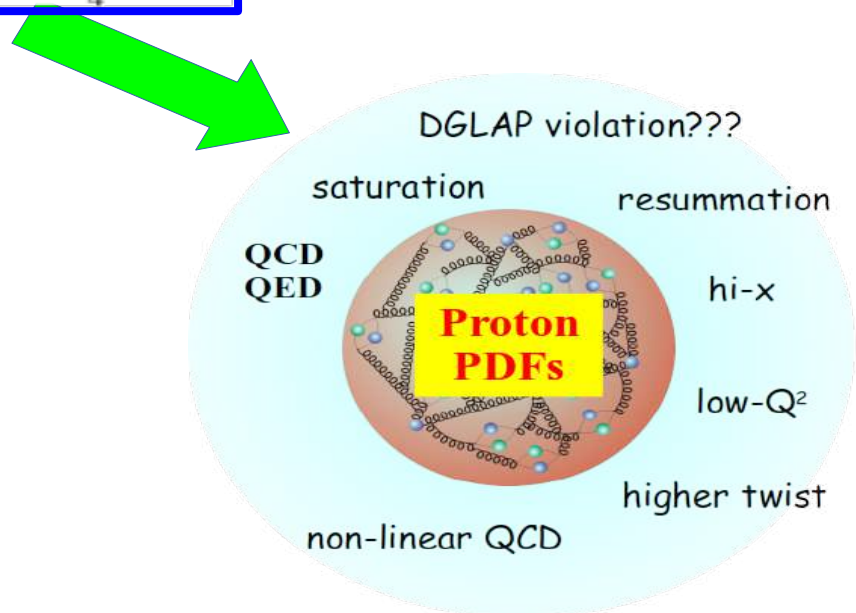 DGLAP violation???
saturation
resummation
QCD
QED
hi-x
Proton
PDFs
low-Q²
higher twist
non-linear QCD